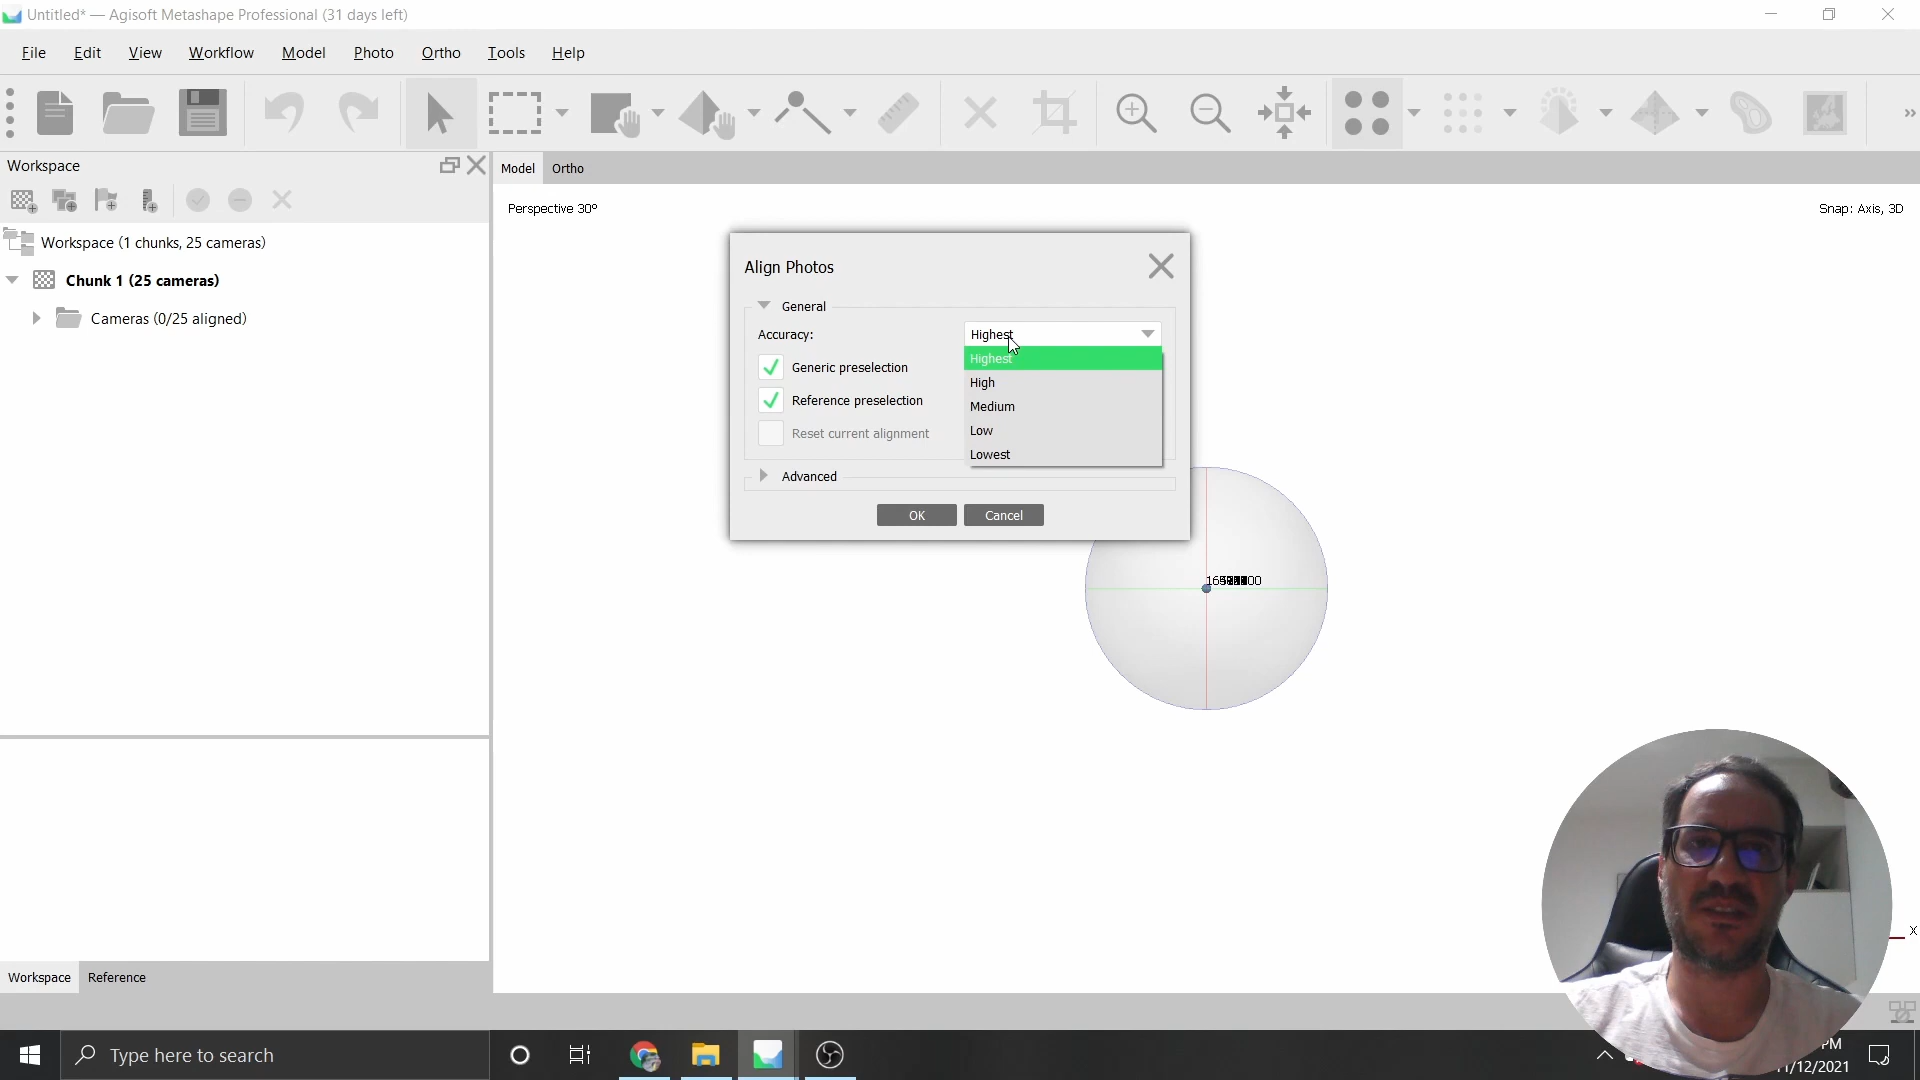 Untitled* — Agisoft Metashape Professional (31 days left)
File Edit View Workflow Model Photo Ortho Tools Help
Workspace
Model Ortho
Perspective 30°
Snap: Axis, 3D
Workspace (1 chunks, 25 cameras)
Chunk 1 (25 cameras)
Cameras (0/25 aligned)
Align Photos
General
Accuracy:
Highest
Generic preselection
Reference preselection
Reset current alignment
Highest
High
Medium
Low
Lowest
Advanced
OK Cancel
X
Workspace Reference
Type here to search
PM
/12/2021